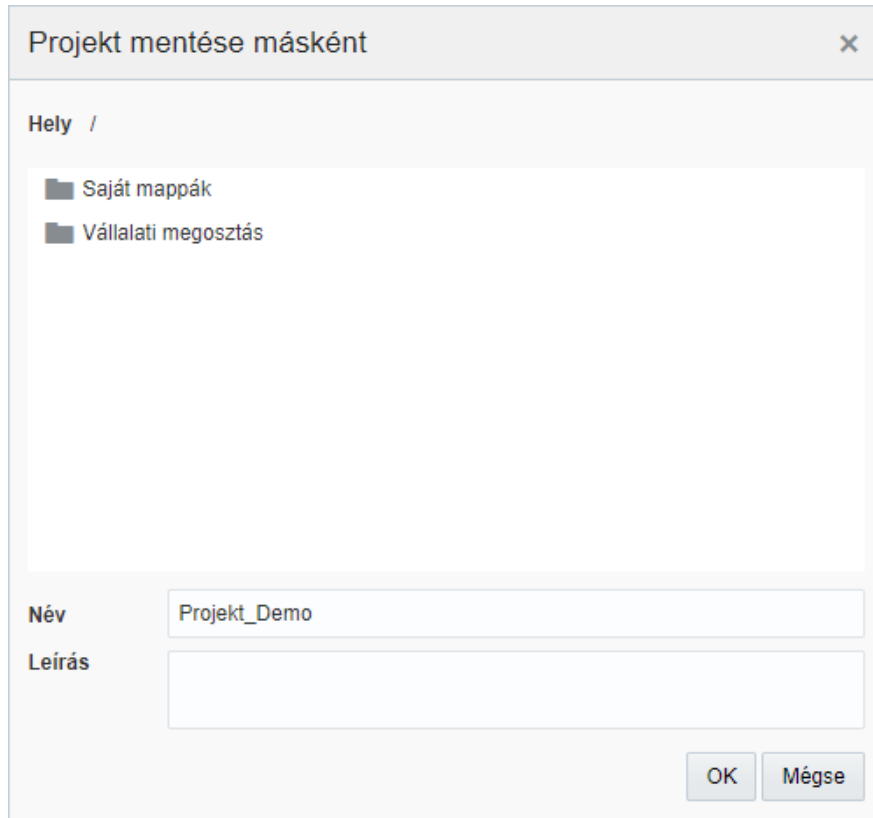 Projekt mentése másként
Hely /
Saját mappák
Vállalati megosztás
Név Projekt_Demo
Leírás
OK Mégse